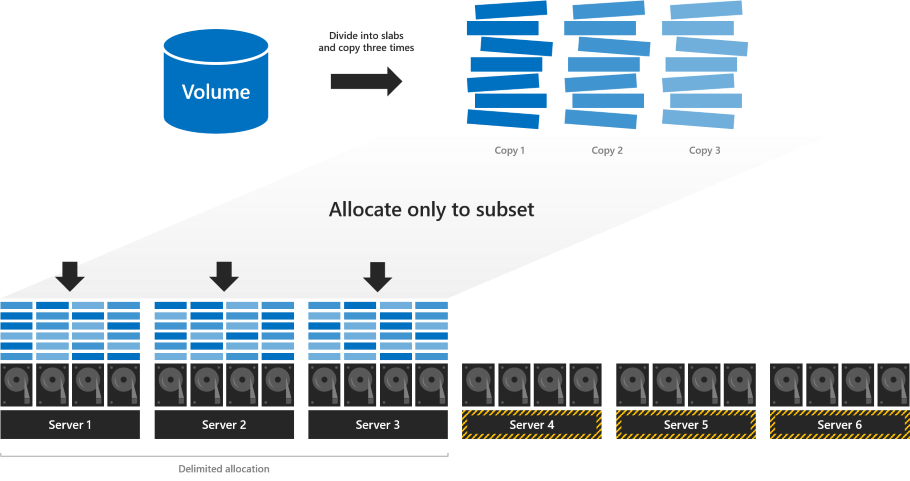 Divide into slabs
and copy three times
Volume
Copy 1
Copy 2
Copy 3
Allocate only to subset
Server 1
Server 2
Server 3
Server 4
Server 5
Server 6
Delimited allocation